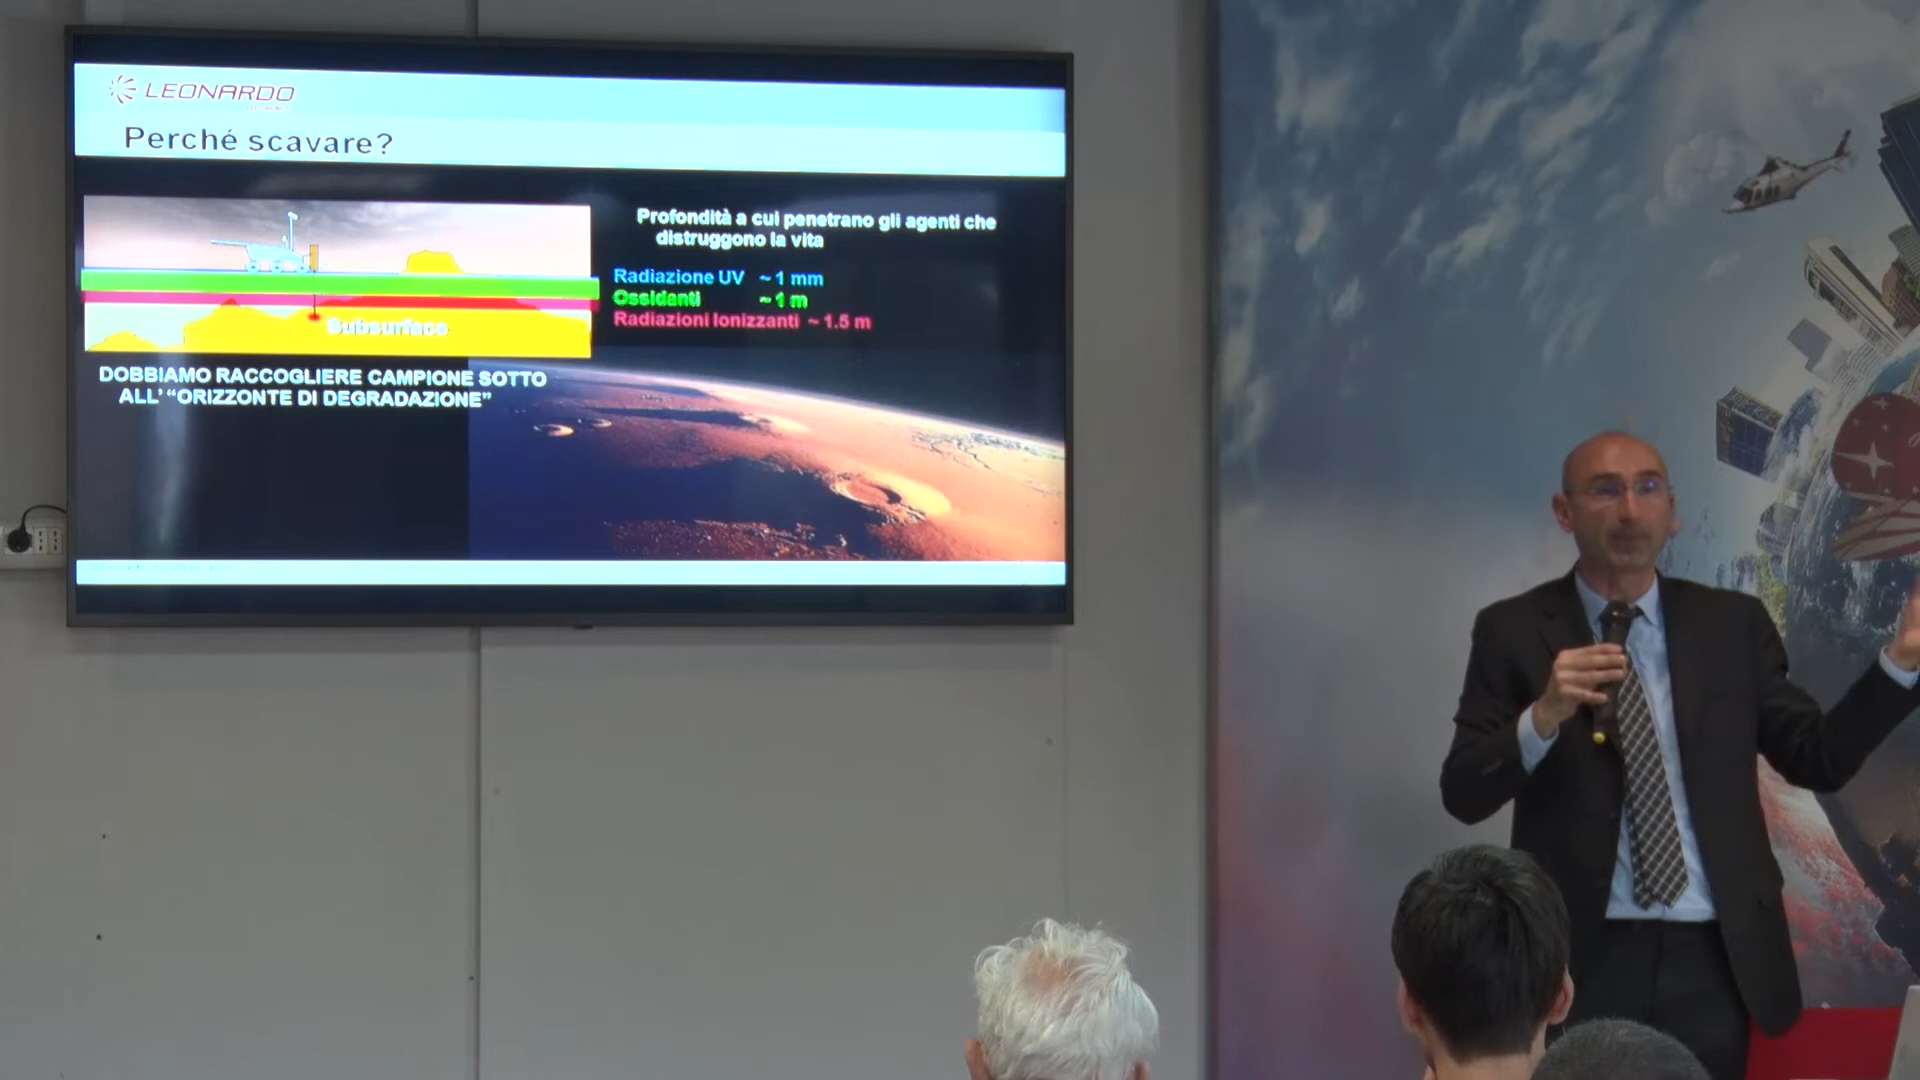 LEONARDO
Perché scavare?
Profondità a cui penetrano gli agenti che
distruggono la vita
Radiazione UV ~ 1 mm
Ossidanti ~ 1 m
Radiazioni Ionizzanti ~ 1.5 m
Subsurface
DOBBIAMO RACCOGLIERE CAMPIONE SOTTO
ALL' “ORIZZONTE DI DEGRADAZIONE”